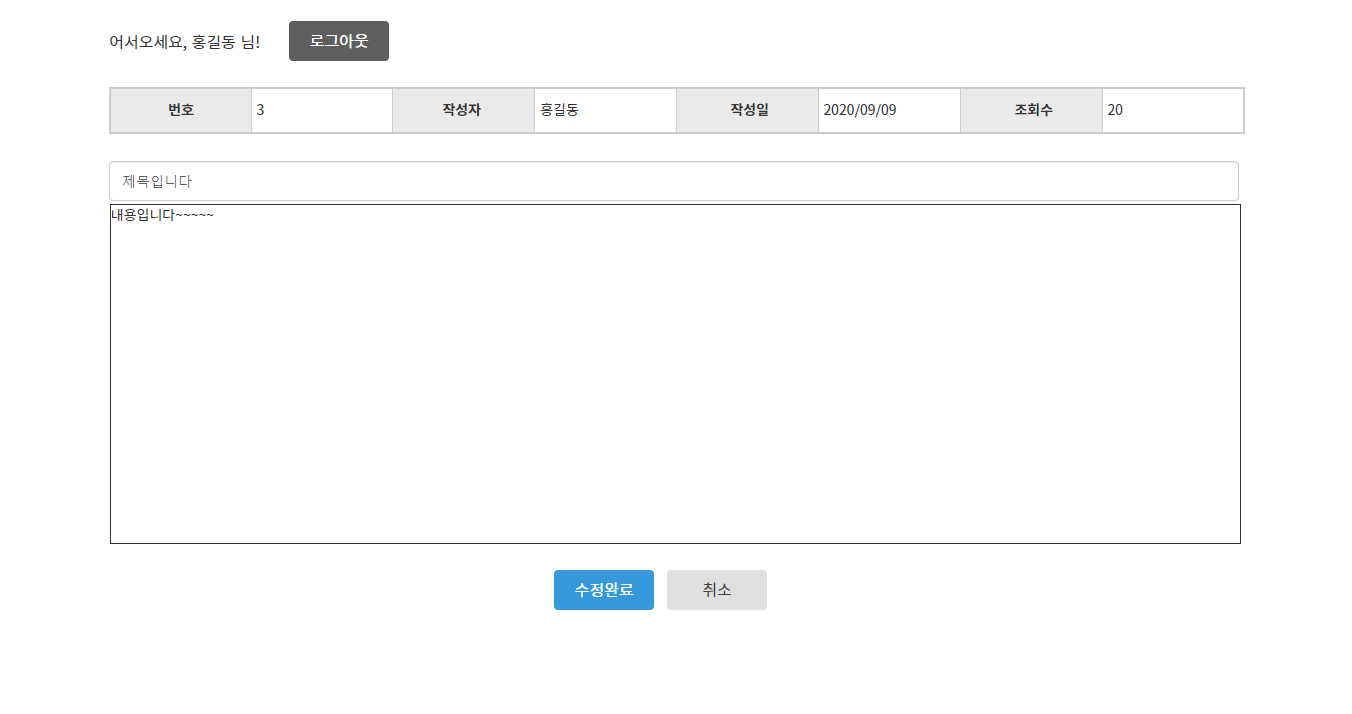 어서오세요, 홍길동 님! 로그아웃
번호 3 작성자 홍길동 작성일 2020/09/09 조회수 20
제목입니다
내용입니다~~~~~
수정완료 취소